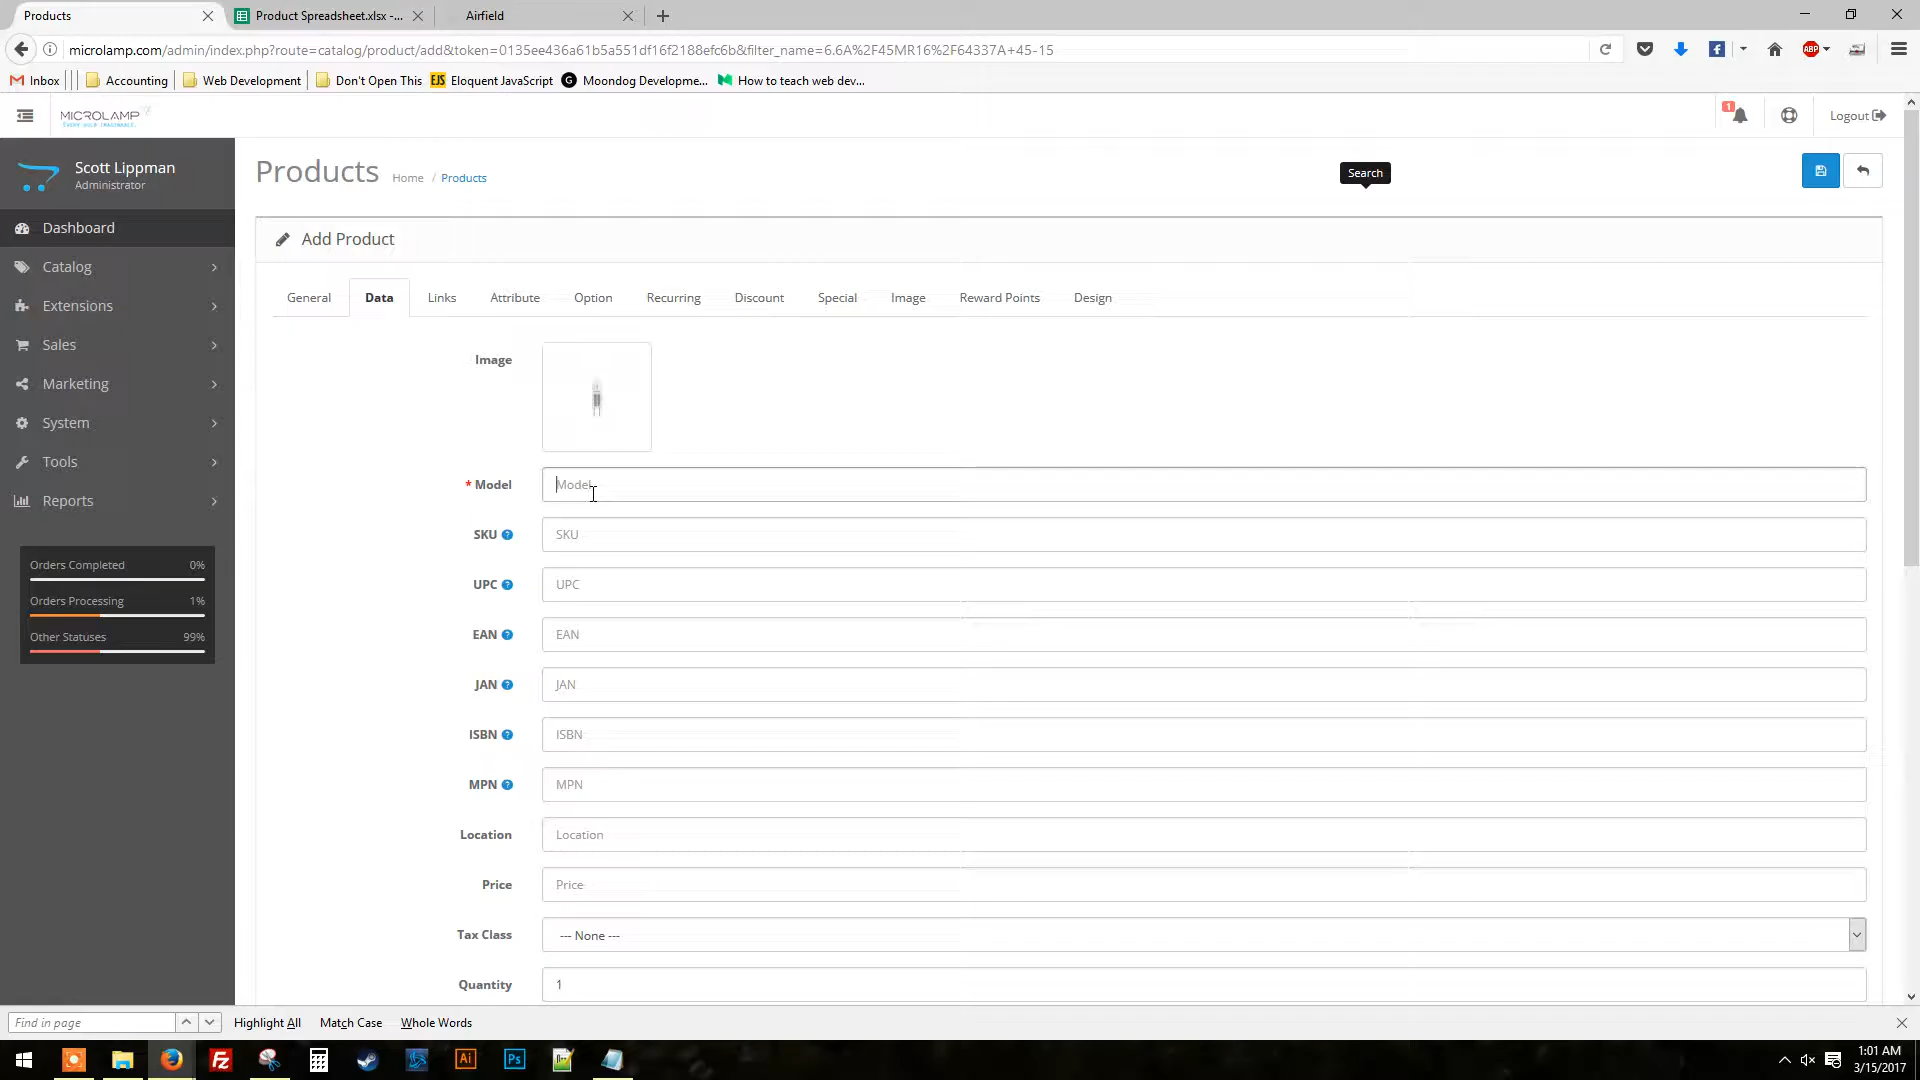 Products
Product Spreadsheet.xlsx -...
Airfield
microlamp.com/admin/index.php?route=catalog/product/add&token=0135ee436a61b5a551df16f2188efc6b&filter_name=6.6A%2F45MR16%2F64337A+45-15
ABP
Inbox
Accounting
Web Development
Don't Open This
EJS Eloquent JavaScript
Moondog Developme...
How to teach web dev...
MICROLAMP
1
Logout
Scott Lippman
Administrator
Products
Home / Products
Search
Dashboard
Catalog
Extensions
Sales
Marketing
System
Tools
Reports
Orders Completed 0%
Orders Processing 1%
Other Statuses 99%
Add Product
General
Data
Links
Attribute
Option
Recurring
Discount
Special
Image
Reward Points
Design
Image
* Model Model
SKU ? SKU
UPC ? UPC
EAN ? EAN
JAN ? JAN
ISBN ? ISBN
MPN ? MPN
Location Location
Price Price
Tax Class --- None ---
Quantity 1
Find in page
Highlight All
Match Case
Whole Words
Fz
Ai
Ps
1:01 AM
3/15/2017